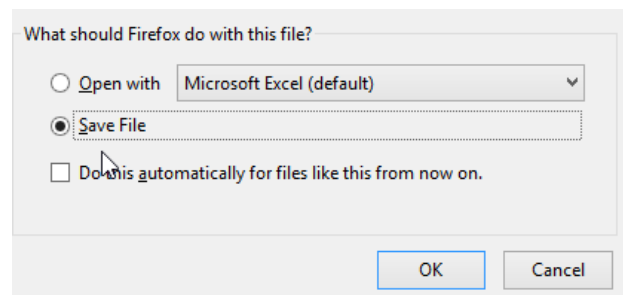 What should Firefox do with this file?
Open with Microsoft Excel (default)
Save File
Do this automatically for files like this from now on.
OK Cancel